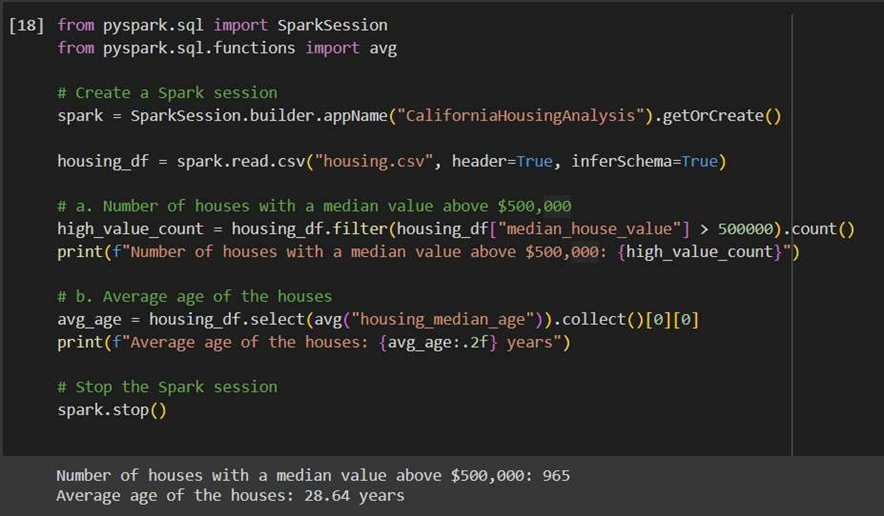 [18] from pyspark.sql import SparkSession
from pyspark.sql.functions import avg
# Create a Spark session
spark = SparkSession.builder.appName("CaliforniaHousingAnalysis").getOrCreate()
housing_df = spark.read.csv("housing.csv", header=True, inferSchema=True)
# a. Number of houses with a median value above $500,000
high_value_count = housing_df.filter(housing_df["median_house_value"] > 500000).count()
print(f"Number of houses with a median value above $500,000: {high_value_count}")
# b. Average age of the houses
avg_age = housing_df.select(avg("housing_median_age")).collect()[0][0]
print(f"Average age of the houses: {avg_age:.2f} years")
# Stop the Spark session
spark.stop()
Number of houses with a median value above $500,000: 965
Average age of the houses: 28.64 years